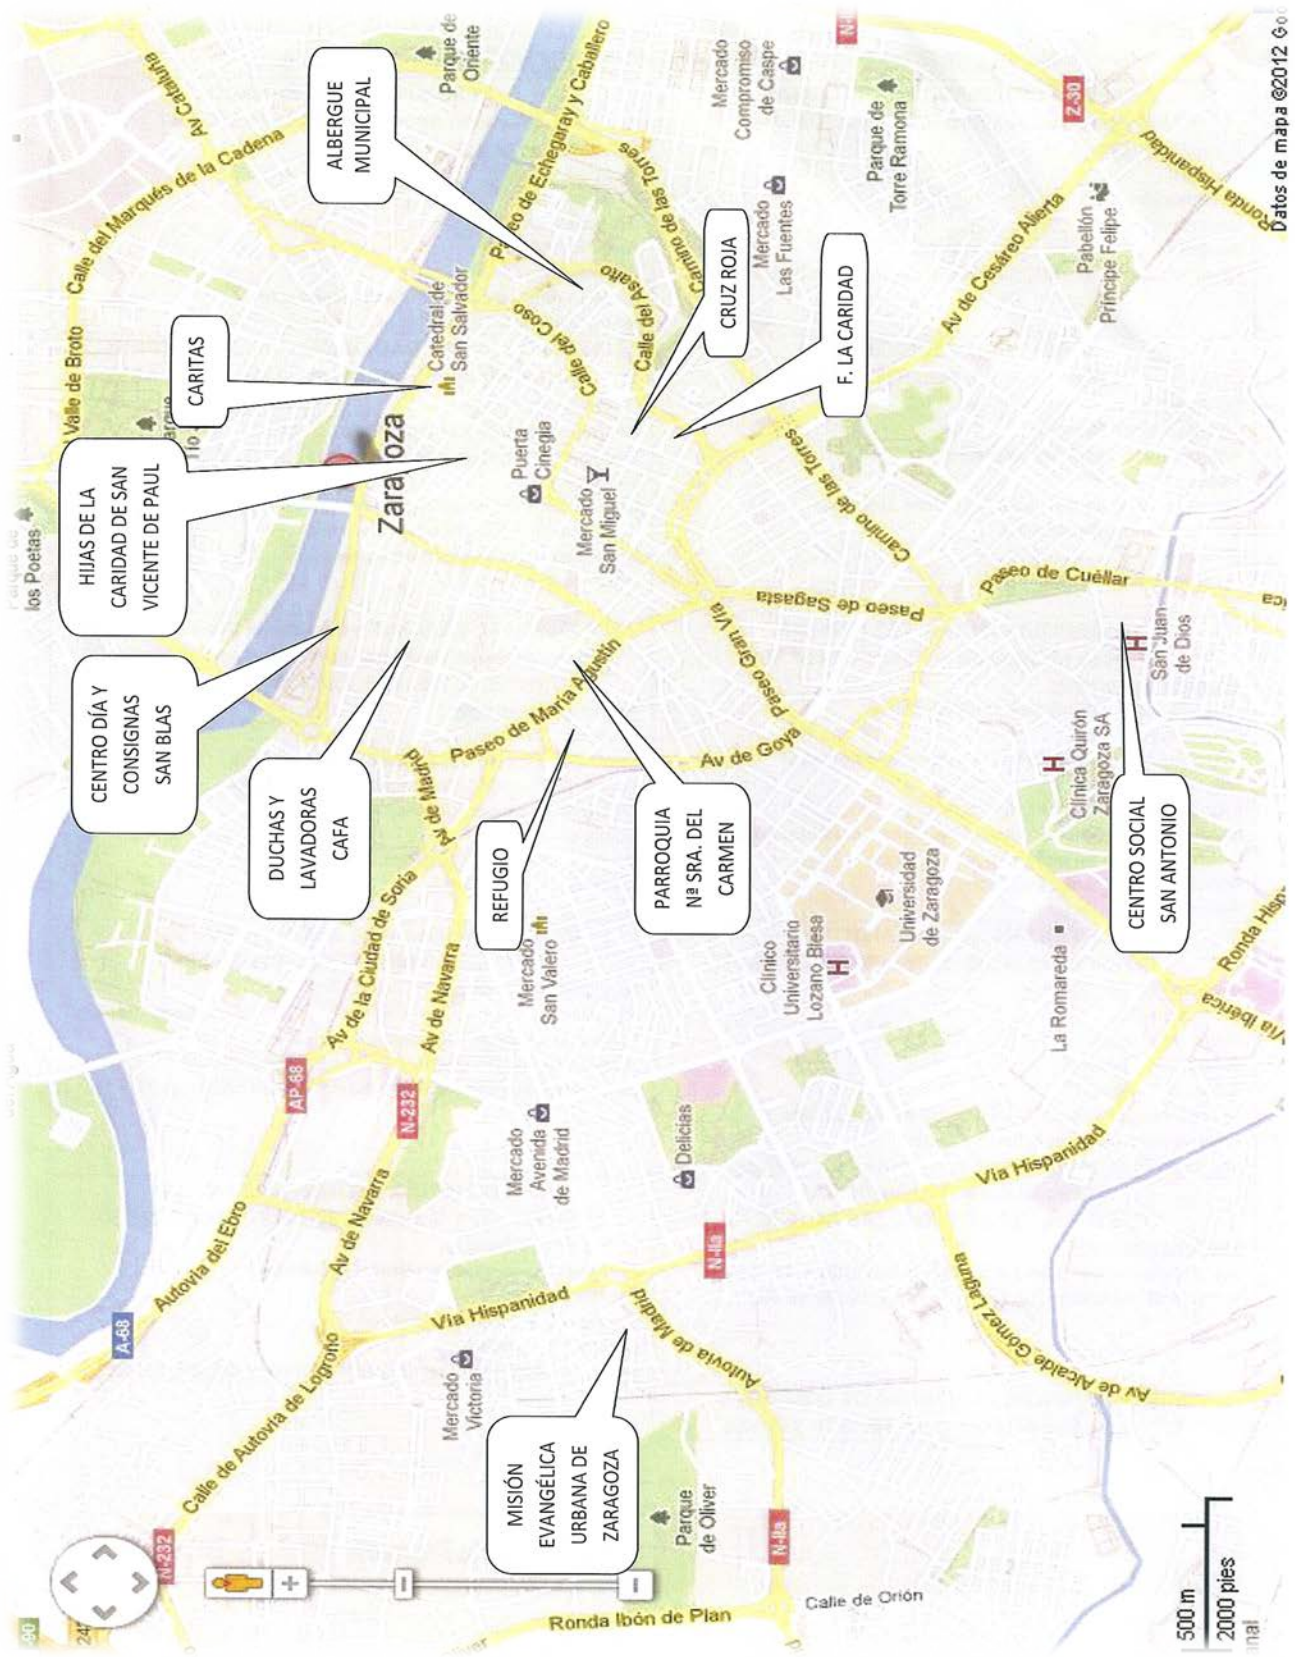 -90
N-232
A-68
Parque de
los Poetas
Valle de Broto
Calle del Marqués de la Cadena
Av Cataluña
HIJAS DE LA
CARIDAD DE SAN
VICENTE DE PAUL
CENTRO DÍA Y
CONSIGNAS
SAN BLAS
CARITAS
ALBERGUE
MUNICIPAL
Autovía del Ebro
Calle de Autovía de Logroño
AP-68
DUCHAS Y
LAVADORAS
CAFA
Av de la Ciudad de Soria
Av de Navarra
N-232
Av de Navarra
Av de Madrid
Zaragoza
Catedral de
San Salvador
Parque de
Oriente
Paseo de Echegaray y Caballero
Mercado
Victoria
Vía Hispanidad
Mercado
Avenida
de Madrid
Mercado
San Valero
REFUGIO
Paseo de María Agustín
Puerta
Cinegia
Calle del Coso
Mercado
San Miguel
Calle del Asalto
Camino de las Torres
MISIÓN
EVANGÉLICA
URBANA DE
ZARAGOZA
PARROQUIA
Nª SRA. DEL
CARMEN
Parque
de Oliver
Autovía de Madrid
N-IIa
Delicias
Av de Goya
Paseo Gran Vía
CRUZ ROJA
Camino
Mercado
Las Fuentes
Mercado
Compromiso
de Caspe
Ronda Ibón de Plan
N-IIa
Clínico
Universitario
Lozano Blesa
H
Paseo de Sagasta
Camino de las Torres
F. LA CARIDAD
N-II
Parque de
Torre Ramona
Calle de Orión
Universidad
de Zaragoza
Av de Cesáreo Alierta
Av de Alcalde Gómez Laguna
Vía Hispanidad
La Romareda
H
Clínica Quirón
Zaragoza SA
Paseo de Cuéllar
Pabellón
Príncipe Felipe
Z-30
CENTRO SOCIAL
SAN ANTONIO
H
San Juan
de Dios
Ronda Hispanidad
500 m
2000 pies
Vía Ibérica
Ronda Hisp
Datos de mapa ©2012 Goo